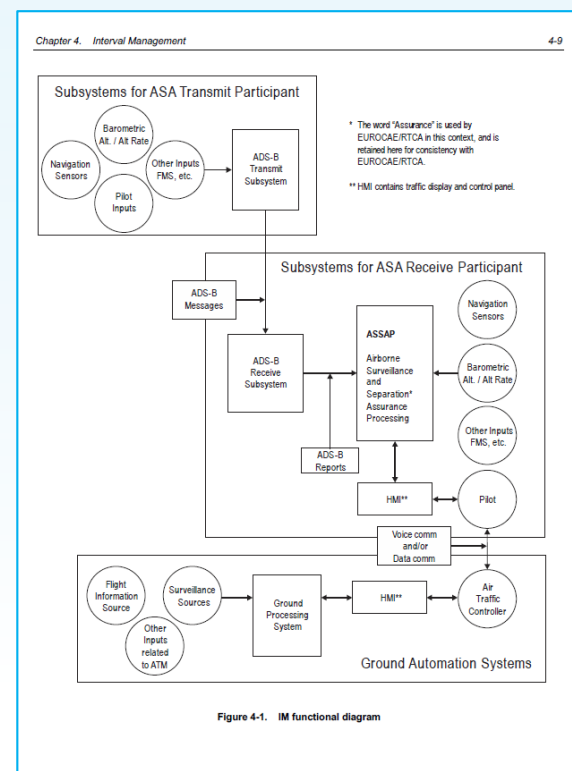 Chapter 4. Interval Management 4-9
Subsystems for ASA Transmit Participant
Barometric
Alt. / Alt Rate
Navigation
Sensors
Other Inputs
FMS, etc.
Pilot
Inputs
ADS-B
Transmit
Subsystem
* The word “Assurance” is used by
EUROCAE/RTCA in this context, and is
retained here for consistency with
EUROCAE/RTCA.
** HMI contains traffic display and control panel.
Subsystems for ASA Receive Participant
ADS-B
Messages
ADS-B
Receive
Subsystem
ADS-B
Reports
ASSAP
Airborne
Surveillance
and
Separation*
Assurance
Processing
Navigation
Sensors
Barometric
Alt. / Alt Rate
Other Inputs
FMS, etc.
HMI**
Pilot
Voice comm
and/or
Data comm
Flight
Information
Source
Surveillance
Sources
Other
Inputs
related
to ATM
Ground
Processing
System
HMI**
Air
Traffic
Controller
Ground Automation Systems
Figure 4-1. IM functional diagram